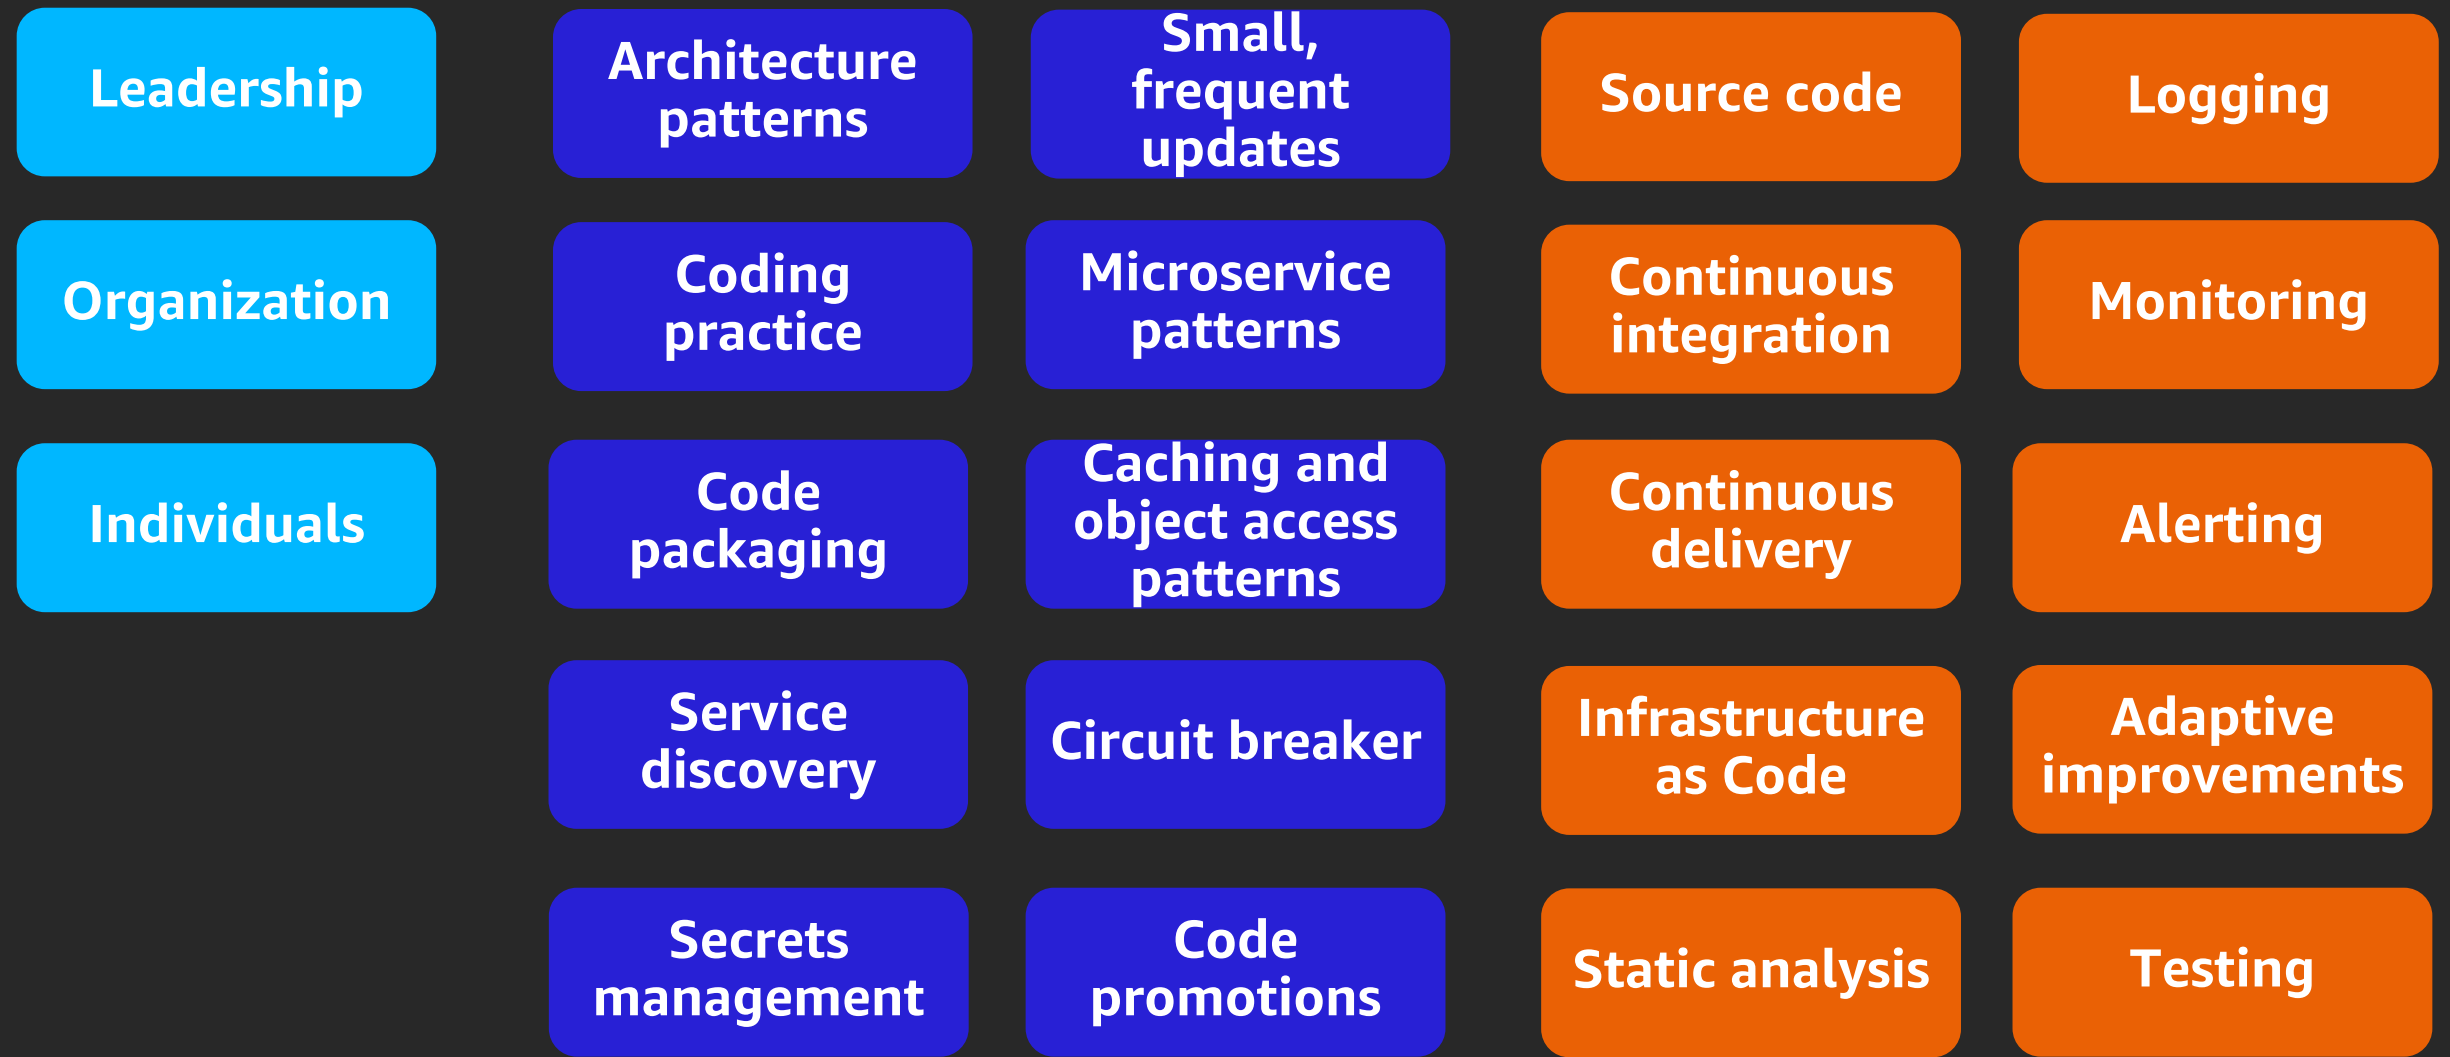 Leadership
Organization
Individuals
Architecture
patterns
Coding
practice
Code
packaging
Service
discovery
Secrets
management
Small,
frequent
updates
Microservice
patterns
Caching and
object access
patterns
Circuit breaker
Code
promotions
Source code
Continuous
integration
Continuous
delivery
Infrastructure
as Code
Static analysis
Logging
Monitoring
Alerting
Adaptive
improvements
Testing